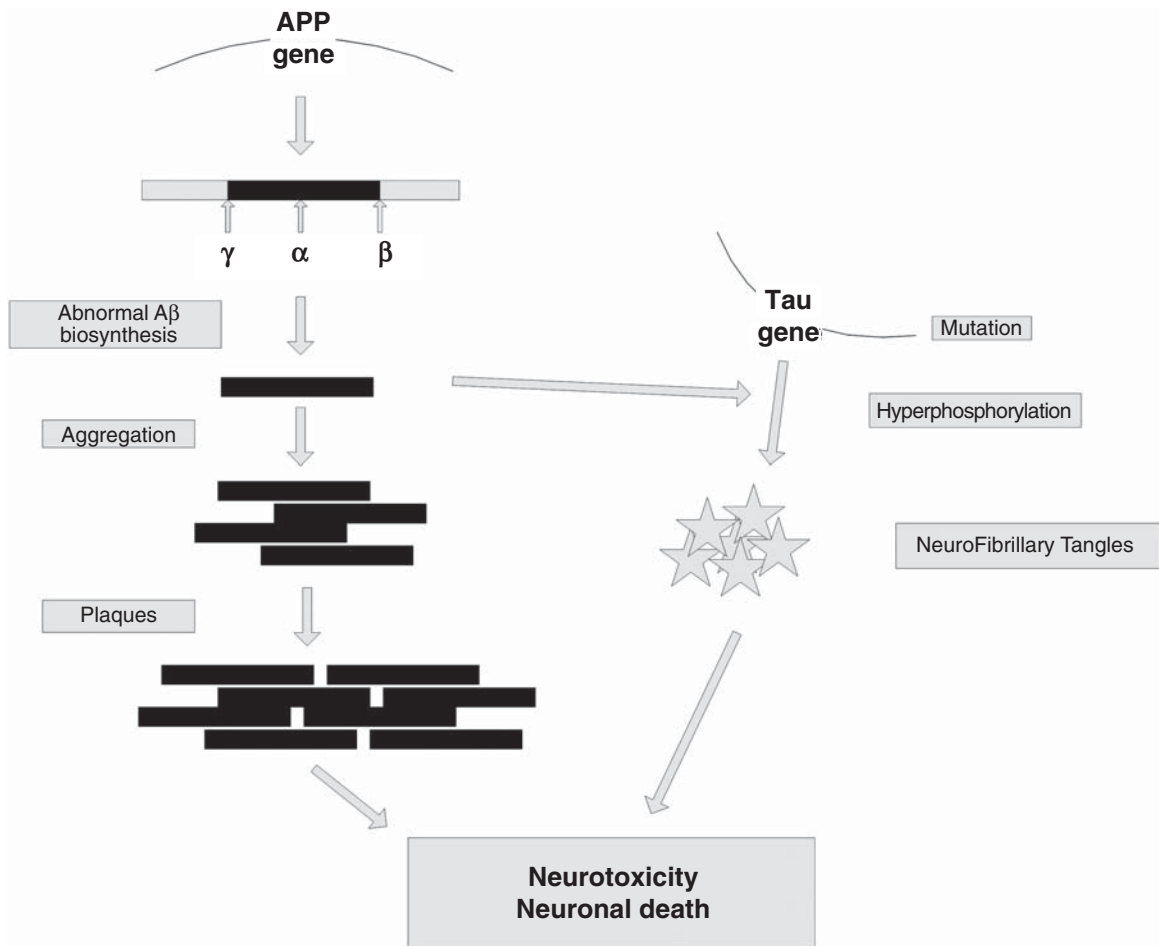 APP
gene
γ
α
β
Abnormal Aβ
biosynthesis
Tau
gene
Mutation
Hyperphosphorylation
Aggregation
NeuroFibrillary Tangles
Plaques
Neurotoxicity
Neuronal death